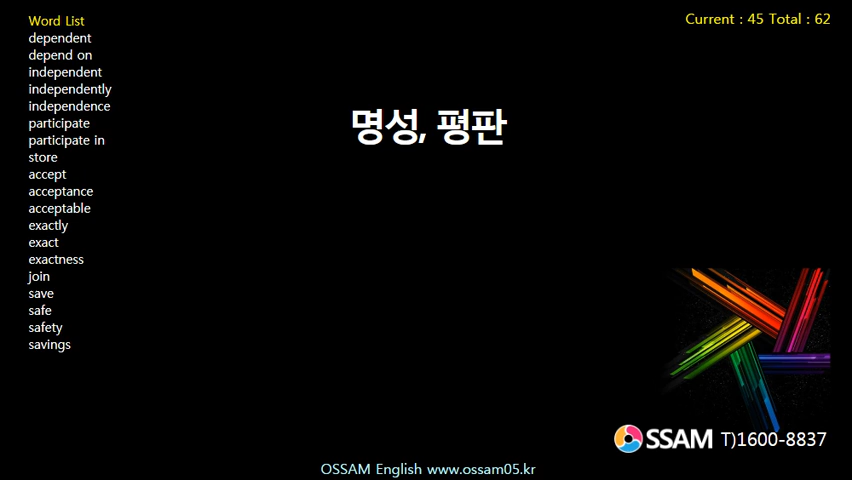 Word List
dependent
depend on
independent
independently
independence
participate
participate in
store
accept
acceptance
acceptable
exactly
exact
exactness
join
save
safe
safety
savings
Current : 45 Total : 62
명성, 평판
OSSAM T)1600-8837
OSSAM English www.ossam05.kr